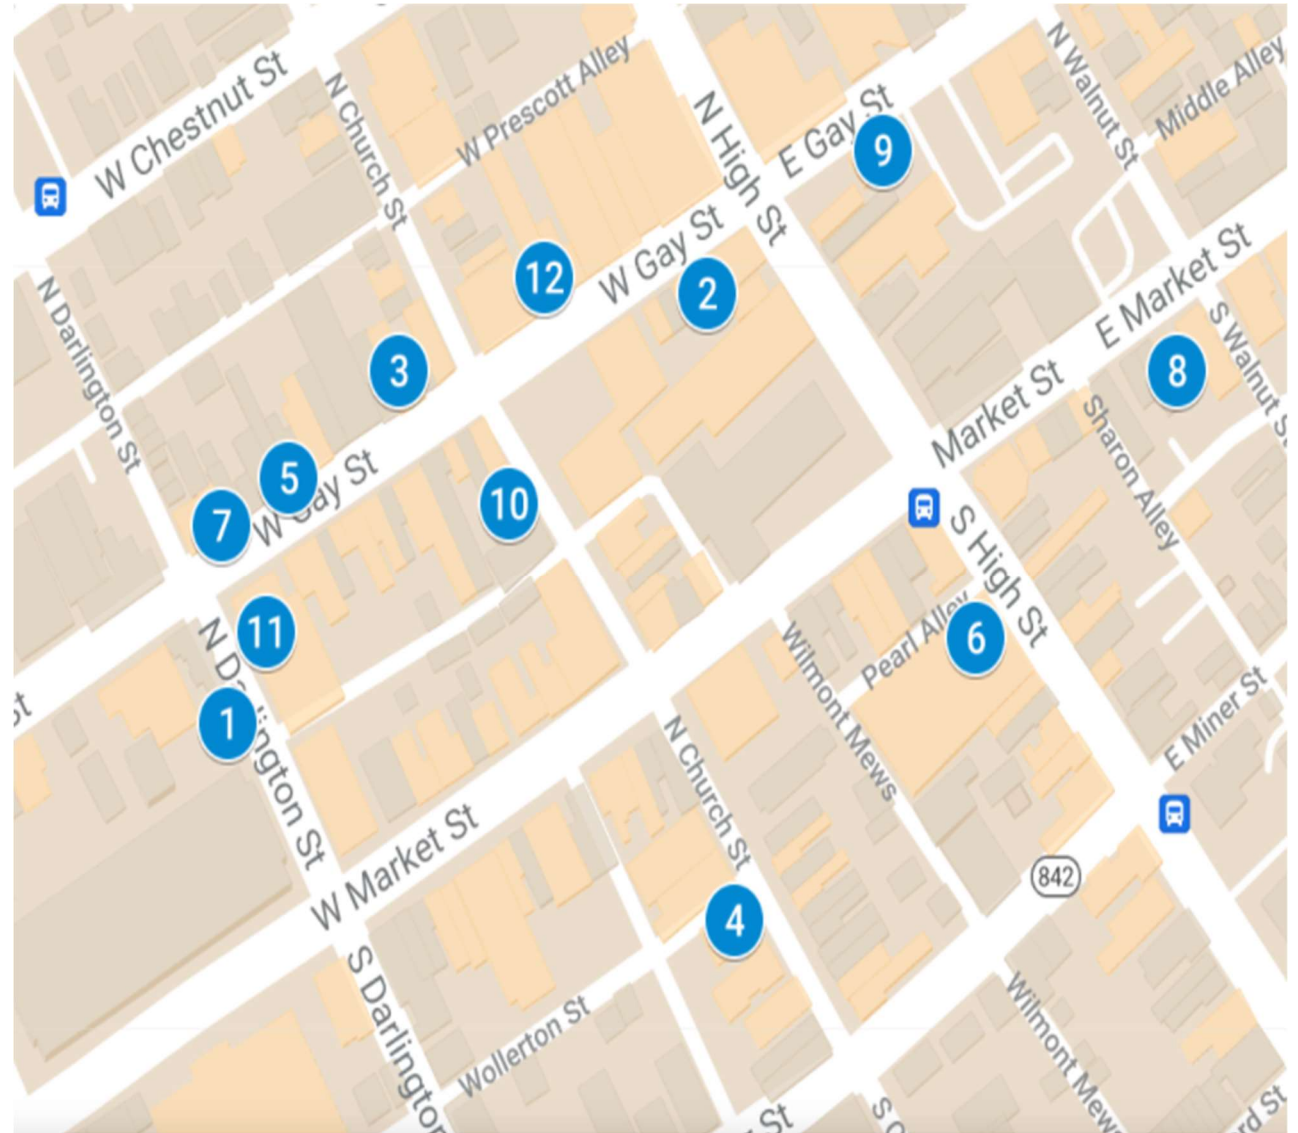 W Chestnut St
N Church St
W Prescott Alley
N High St
E Gay St
N Walnut St
Middle Alley
9
12
W Gay St
2
E Market St
N Darlington St
3
Market St
8
S Walnut St
Sharon Alley
5
7
W Gay St
10
11
S High St
N Darlington St
1
Wilmont Mews
Pearl Alley
6
E Miner St
N Church St
W Market St
842
4
S Darlington
Wollerton St
Wilmont Mews
St
St